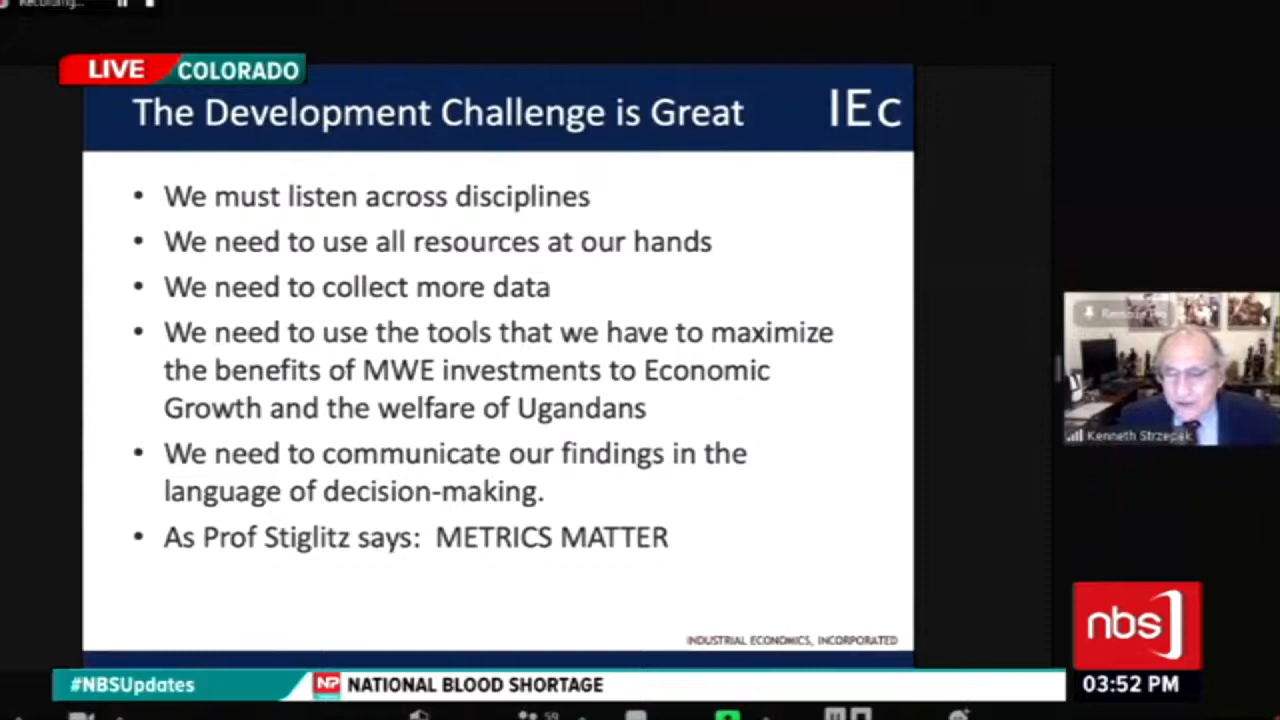 Recording...
LIVE COLORADO
The Development Challenge is Great IEc
• We must listen across disciplines
• We need to use all resources at our hands
• We need to collect more data
• We need to use the tools that we have to maximize
the benefits of MWE investments to Economic
Growth and the welfare of Ugandans
• We need to communicate our findings in the
language of decision-making.
• As Prof Stiglitz says: METRICS MATTER
INDUSTRIAL ECONOMICS, INCORPORATED
Kenneth Strzepek
nbs
#NBSUpdates NP NATIONAL BLOOD SHORTAGE
03:52 PM
59